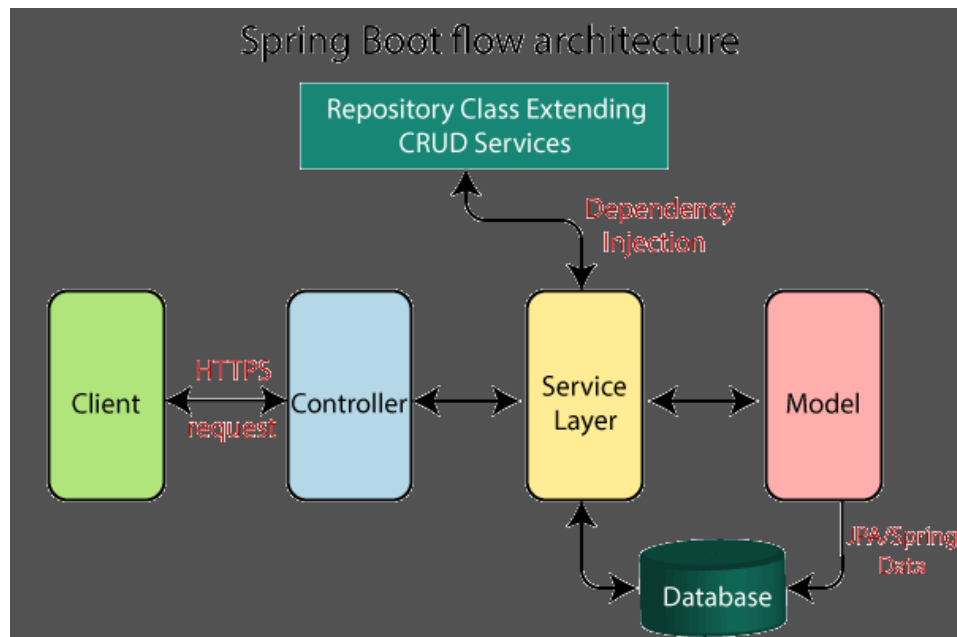 Spring Boot flow architecture
Repository Class Extending
CRUD Services
Dependency
Injection
HTTPS
request
Client
Controller
Service
Layer
Model
JPA/Spring
Data
Database